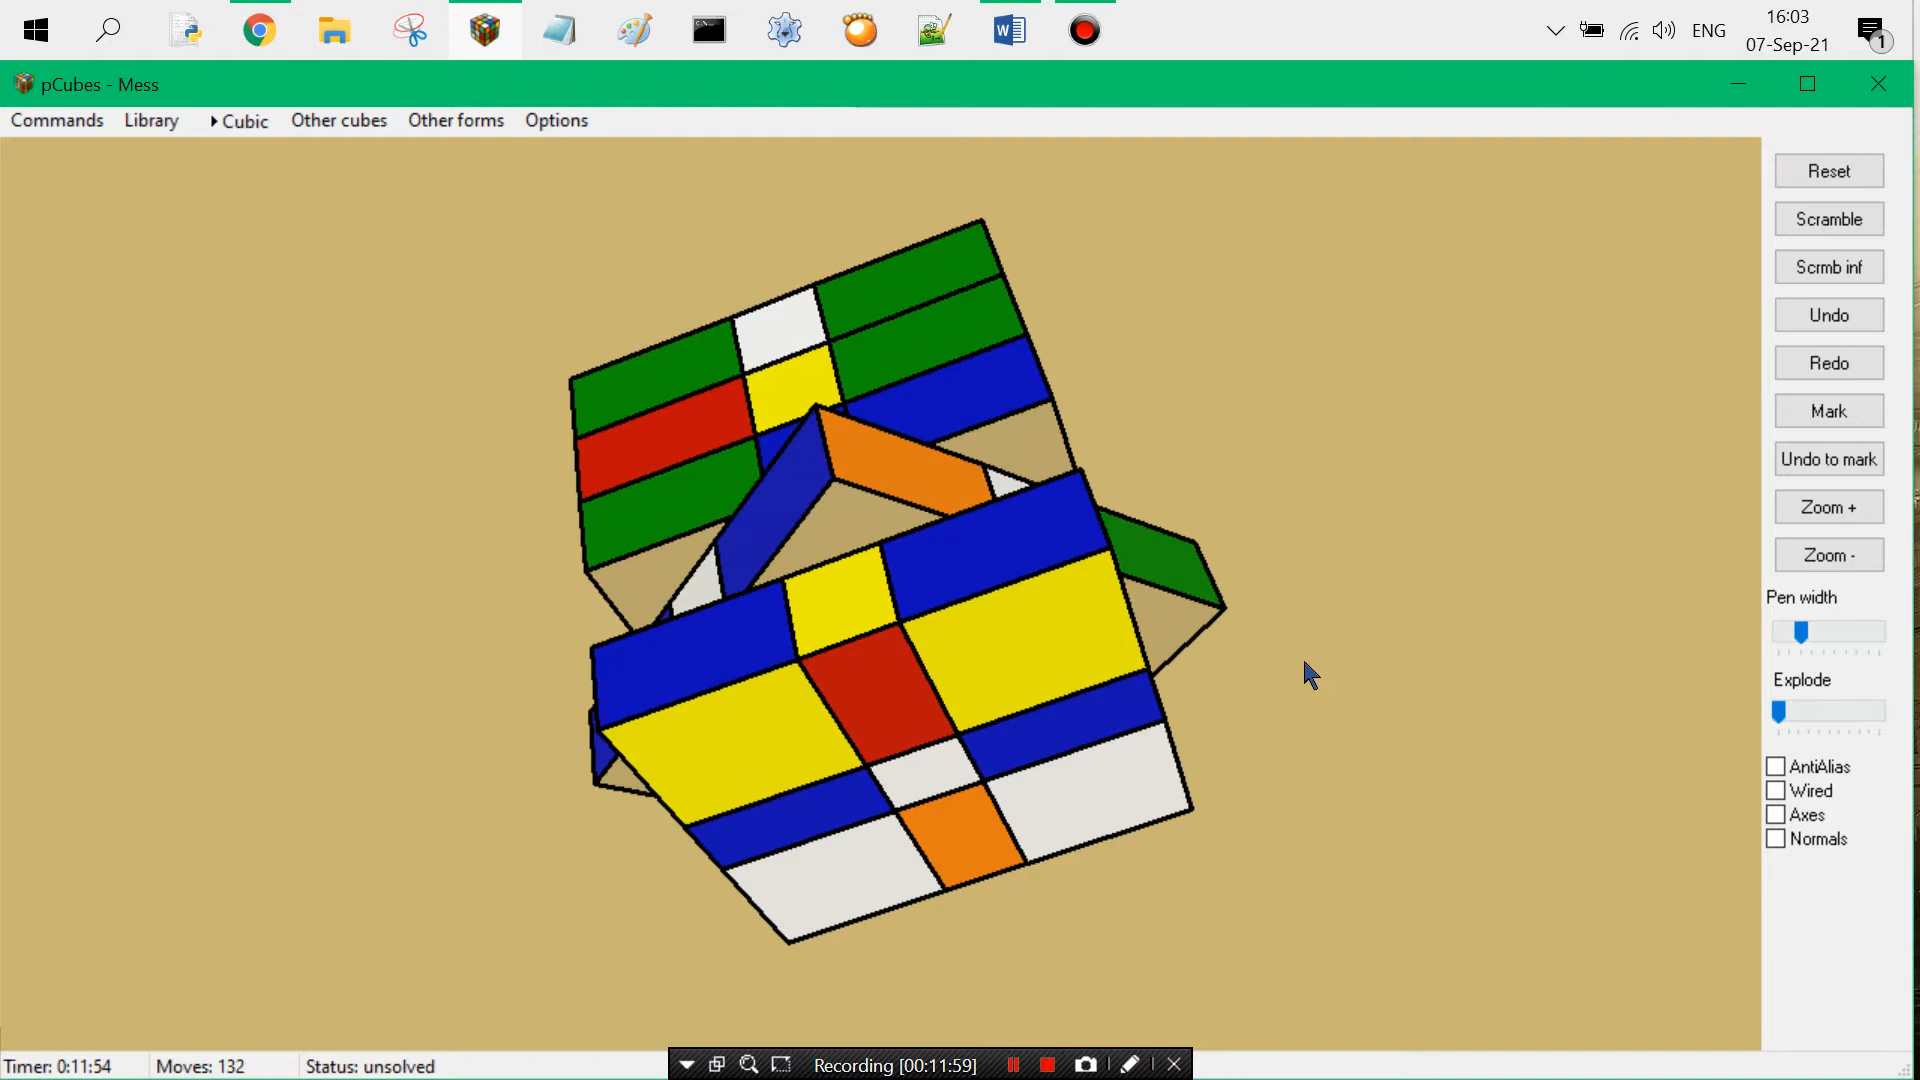 ENG
16:03
07-Sep-21
1
pCubes - Mess
Commands Library Cubic Other cubes Other forms Options
Reset
Scramble
Scrmb inf
Undo
Redo
Mark
Undo to mark
Zoom +
Zoom -
Pen width
Explode
AntiAlias
Wired
Axes
Normals
Timer: 0:11:54 Moves: 132 Status: unsolved
Recording [00:11:59]